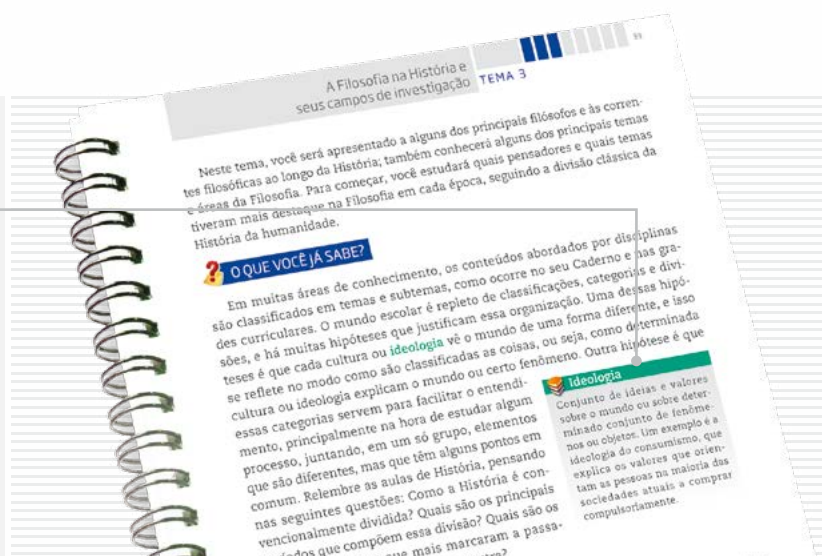 A Filosofia na História e
seus campos de investigação
TEMA 3
Neste tema, você será apresentado a alguns dos principais filósofos e às corren-
tes filosóficas ao longo da História; também conhecerá alguns dos principais temas
e áreas da Filosofia. Para começar, você estudará quais pensadores e quais temas
tiveram mais destaque na Filosofia em cada época, seguindo a divisão clássica da
História da humanidade.
O QUE VOCÊ JÁ SABE?
Em muitas áreas de conhecimento, os conteúdos abordados por disciplinas
são classificados em temas e subtemas, como ocorre no seu Caderno e nas gra-
des curriculares. O mundo escolar é repleto de classificações, categorias e divi-
sões, e há muitas hipóteses que justificam essa organização. Uma dessas hipó-
teses é que cada cultura ou ideologia vê o mundo de uma forma diferente, e isso
se reflete no modo como são classificadas as coisas, ou seja, como determinada
cultura ou ideologia explicam o mundo ou certo fenômeno. Outra hipótese é que
essas categorias servem para facilitar o entendi-
mento, principalmente na hora de estudar algum
processo, juntando, em um só grupo, elementos
que são diferentes, mas que têm alguns pontos em
comum. Relembre as aulas de História, pensando
nas seguintes questões: Como a História é con-
vencionalmente dividida? Quais são os principais
que compõem essa divisão? Quais são os
que mais marcaram a passa-
Ideologia
Conjunto de ideias e valores
sobre o mundo ou sobre deter-
minado conjunto de fenôme-
nos ou objetos. Um exemplo é a
ideologia do consumismo, que
explica os valores que orien-
tam as pessoas na maioria das
sociedades atuais a comprar
compulsoriamente.